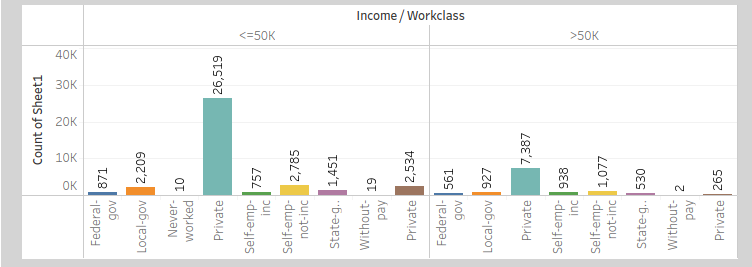 Income / Workclass
<=50K
>50K
Count of Sheet1
40K
30K
20K
10K
0K
871
2,209
10
26,519
757
2,785
1,451
19
2,534
561
927
7,387
938
1,077
530
2
265
Federal-
gov
Local-gov
Never-
worked
Private
Self-emp-
inc
Self-emp-
not-inc
State-g..
Without-
pay
Private
Federal-
gov
Local-gov
Private
Self-emp-
inc
Self-emp-
not-inc
State-g..
Without-
pay
Private